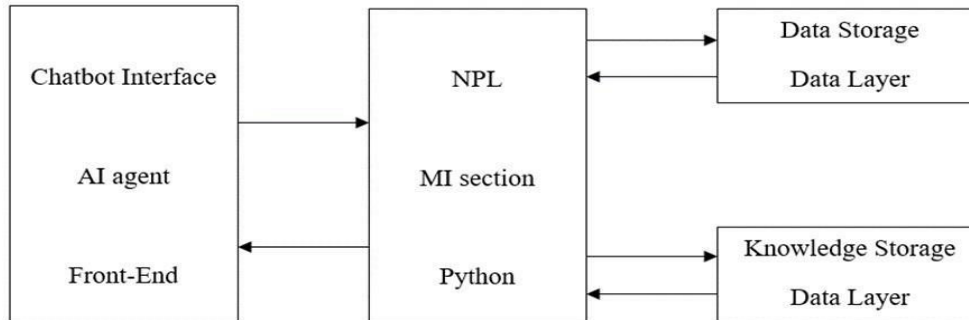 Chatbot Interface
AI agent
Front-End
NPL
MI section
Python
Data Storage
Data Layer
Knowledge Storage
Data Layer